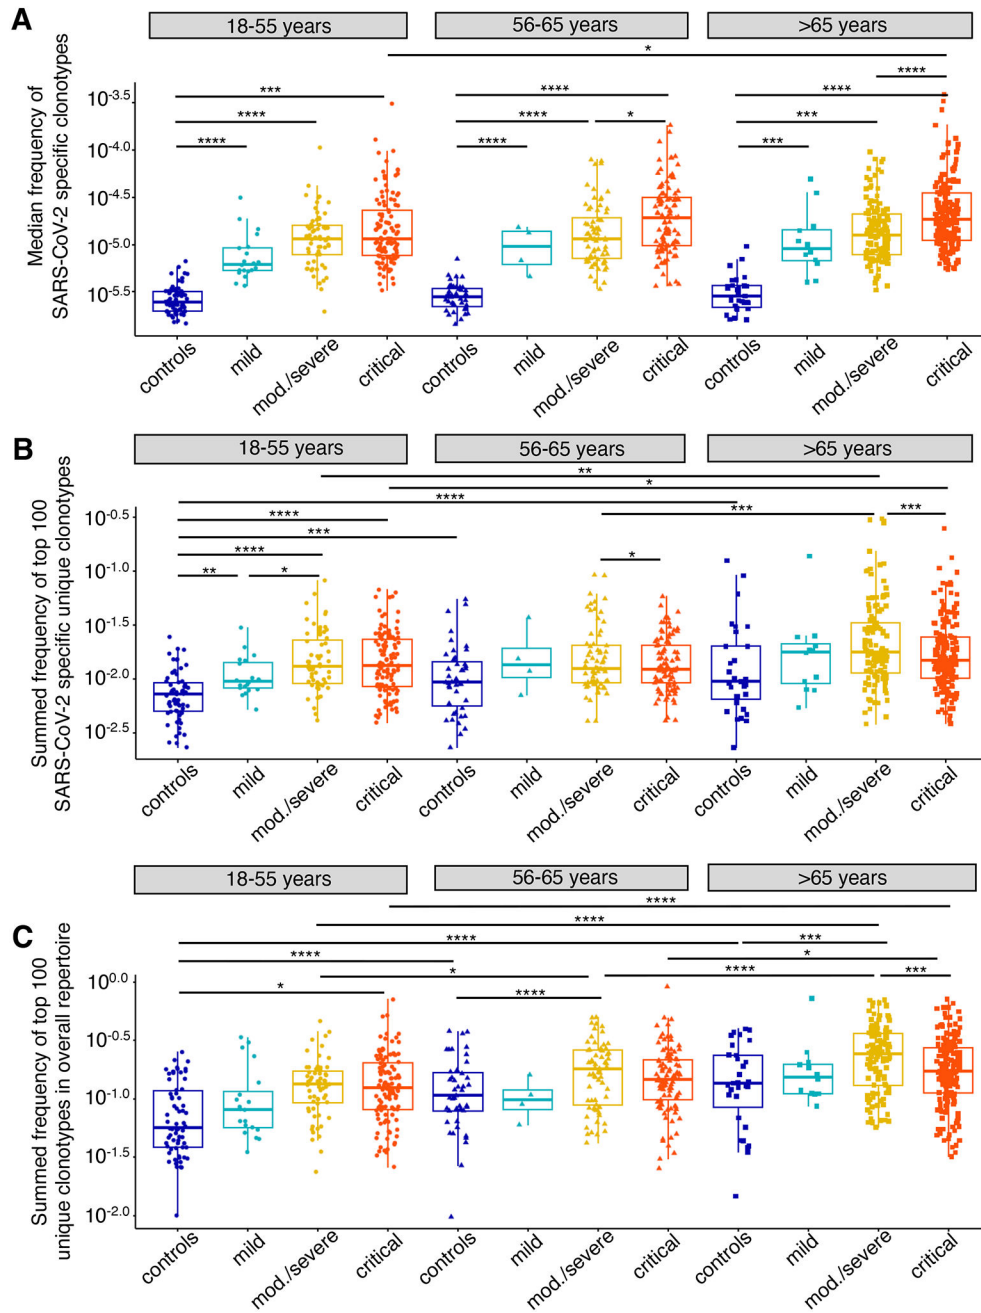 A
18-55 years
56-65 years
>65 years
Median frequency of
SARS-CoV-2 specific clonotypes
*
****
***
****
****
****
****
*
***
****
***
****
***
10-3.5
10-4.0
10-4.5
10-5.0
10-5.5
controls
mild
mod./severe
critical
controls
mild
mod./severe
critical
controls
mild
mod./severe
critical
B
18-55 years
56-65 years
>65 years
Summed frequency of top 100
SARS-CoV-2 specific unique clonotypes
**
*
****
***
***
****
***
****
*
**
*
10-0.5
10-1.0
10-1.5
10-2.0
10-2.5
controls
mild
mod./severe
critical
controls
mild
mod./severe
critical
controls
mild
mod./severe
critical
C
18-55 years
56-65 years
>65 years
Summed frequency of top 100
unique clonotypes in overall repertoire
****
****
****
***
****
*
*
****
***
*
****
100.0
10-0.5
10-1.0
10-1.5
10-2.0
controls
mild
mod./severe
critical
controls
mild
mod./severe
critical
controls
mild
mod./severe
critical